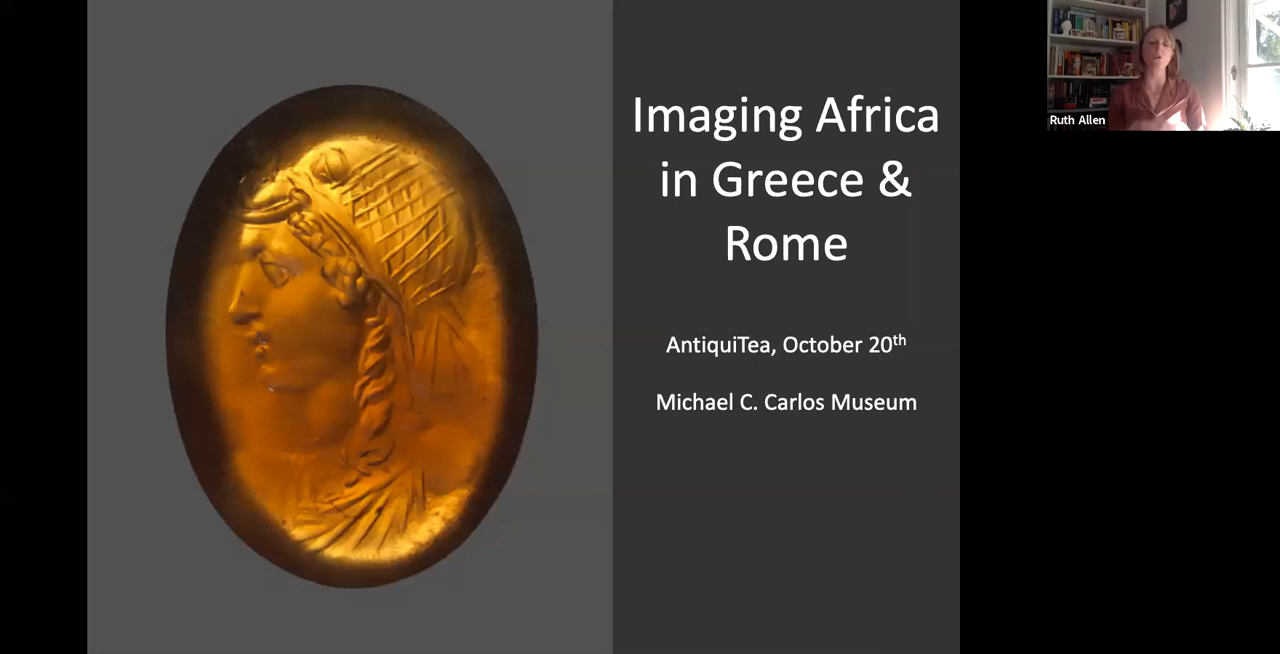 Imaging Africa
in Greece &
Rome
AntiquiTea, October 20th
Michael C. Carlos Museum
Ruth Allen